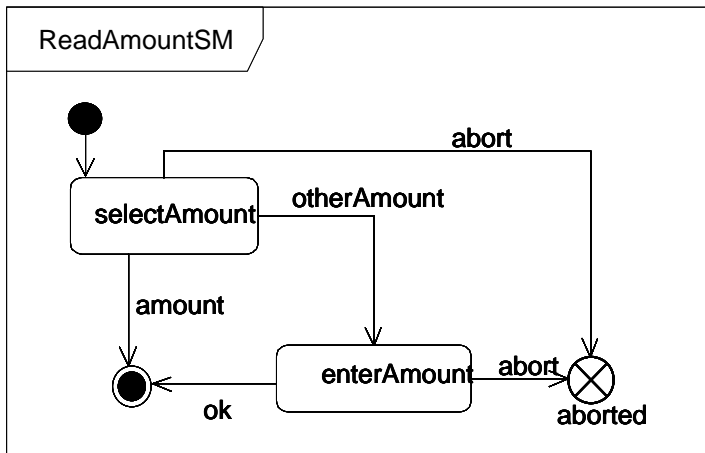 ReadAmountSM
abort
otherAmount
selectAmount
amount
enterAmount
abort
ok
aborted